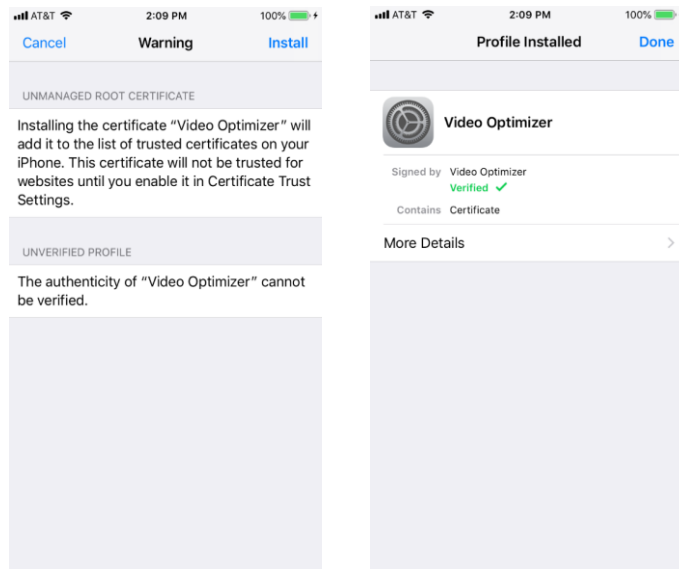 AT&T 2:09 PM 100%
Cancel Warning Install
UNMANAGED ROOT CERTIFICATE
Installing the certificate “Video Optimizer” will
add it to the list of trusted certificates on your
iPhone. This certificate will not be trusted for
websites until you enable it in Certificate Trust
Settings.
UNVERIFIED PROFILE
The authenticity of “Video Optimizer” cannot
be verified.
AT&T 2:09 PM 100%
Profile Installed Done
Video Optimizer
Signed by Video Optimizer
Verified
Contains Certificate
More Details